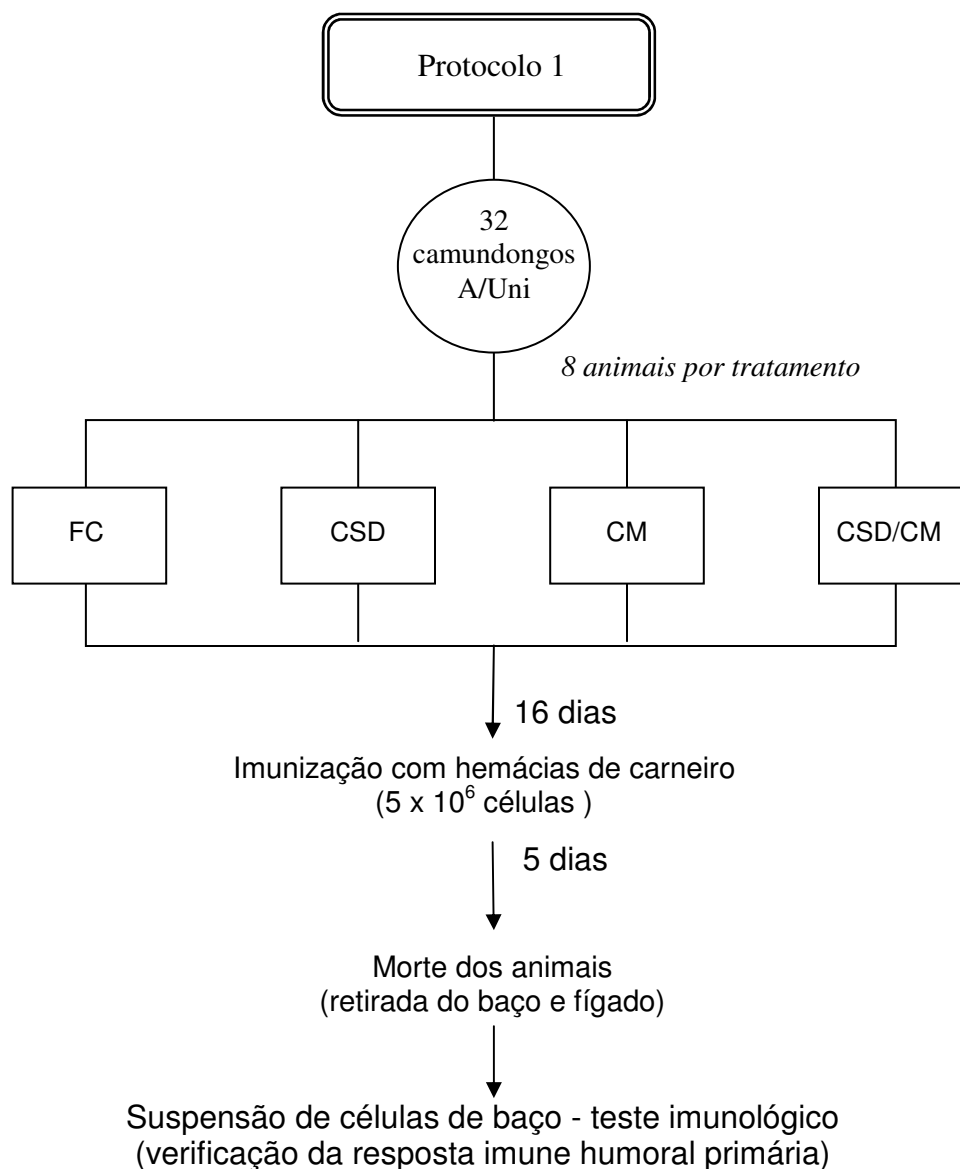 Protocolo 1
32
camundongos
A/Uni
8 animais por tratamento
FC
CSD
CM
CSD/CM
16 dias
Imunização com hemácias de carneiro
(5 x 10⁶ células )
5 dias
Morte dos animais
(retirada do baço e fígado)
Suspensão de células de baço - teste imunológico
(verificação da resposta imune humoral primária)